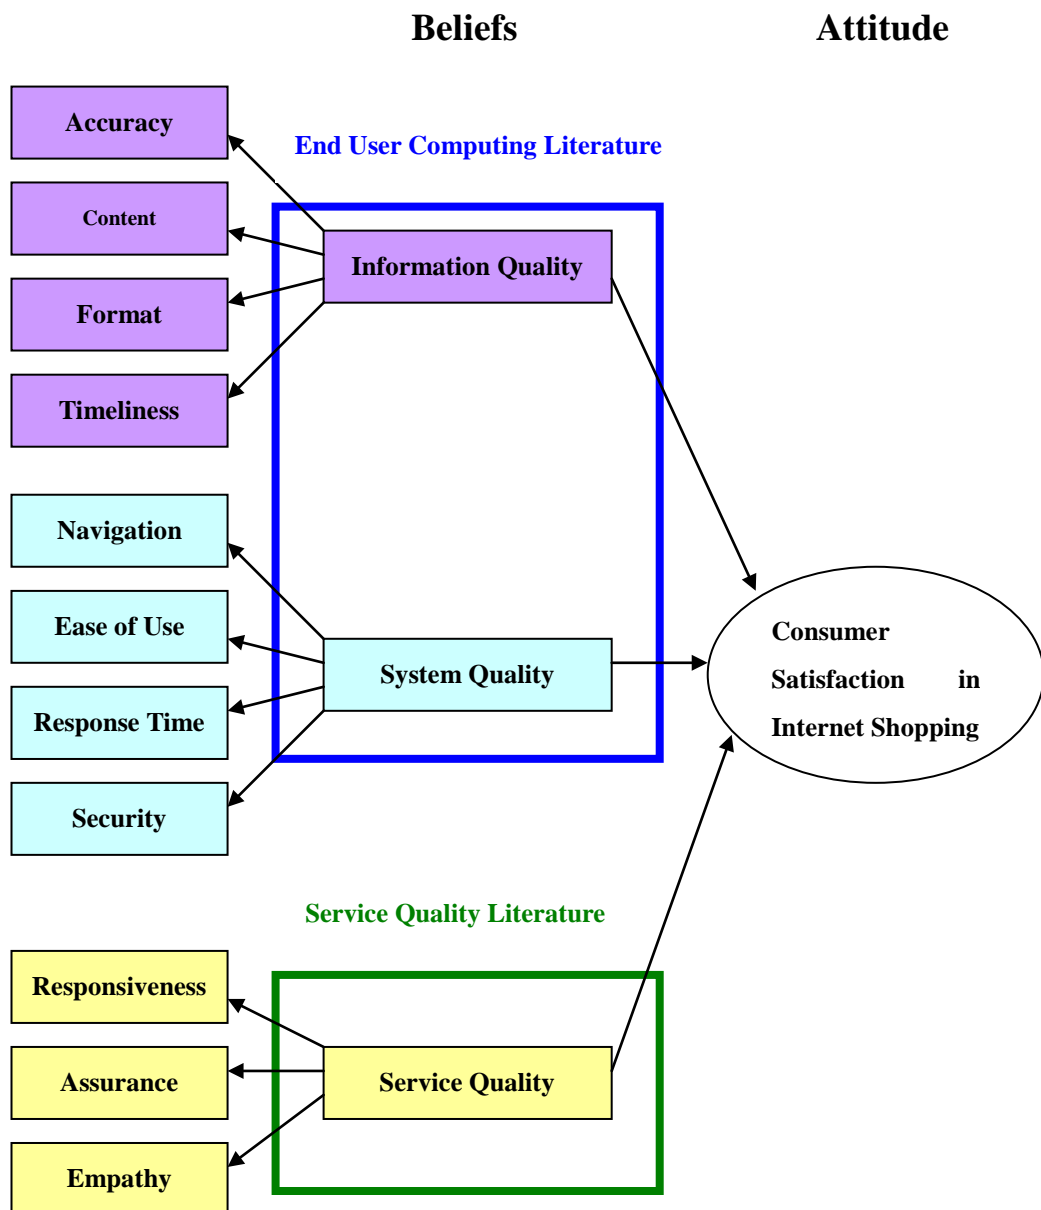 Beliefs
Attitude
Accuracy
End User Computing Literature
Content
Information Quality
Format
Timeliness
Navigation
Ease of Use
System Quality
Response Time
Security
Consumer
Satisfaction in
Internet Shopping
Service Quality Literature
Responsiveness
Assurance
Service Quality
Empathy